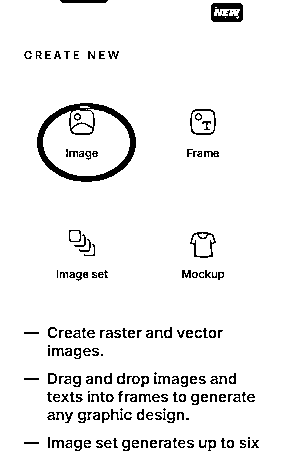 NEW
CREATE NEW
Image
Frame
Image set
Mockup
— Create raster and vector
images.
— Drag and drop images and
texts into frames to generate
any graphic design.
— Image set generates up to six